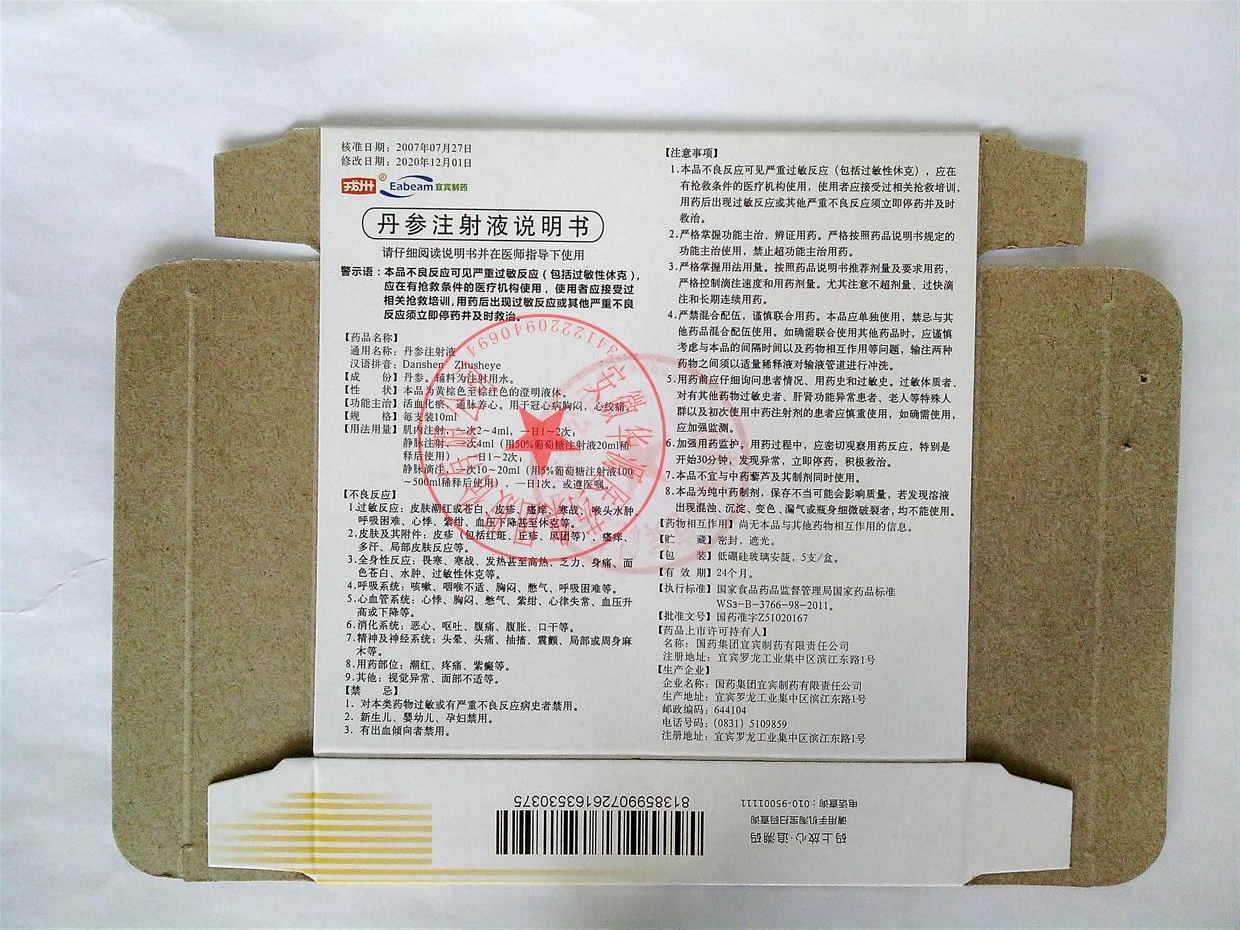 核准日期：2007年07月27日
修改日期：2020年12月01日
®
Eabeam 宜宾制药
丹参注射液说明书
请仔细阅读说明书并在医师指导下使用
警示语：本品不良反应可见严重过敏反应（包括过敏性休克），
应在有抢救条件的医疗机构使用，使用者应接受过
相关抢救培训，用药后出现过敏反应或其他严重不良
反应须立即停药并及时救治。
【药品名称】
通用名称：丹参注射液
汉语拼音：Danshen Zhusheye
【成　份】丹参。辅料为注射用水。
【性　状】本品为黄棕色至棕红色的澄明液体。
【功能主治】活血化瘀，通脉养心。用于冠心病胸闷，心绞痛。
【规　格】每支装10ml
【用法用量】肌内注射，一次2~4ml，一日1~2次；
静脉注射，一次4ml（用50%葡萄糖注射液20ml稀
释后使用），一日1~2次；
静脉滴注，一次10~20ml（用5%葡萄糖注射液100
~500ml稀释后使用），一日1次。或遵医嘱。
【不良反应】
1.过敏反应：皮肤潮红或苍白、皮疹、瘙痒、寒战、喉头水肿、
呼吸困难、心悸、紫绀、血压下降甚至休克等。
2.皮肤及其附件：皮疹（包括红斑、丘疹、风团等）、瘙痒、
多汗、局部皮肤反应等。
3.全身性反应：畏寒、寒战、发热甚至高热、乏力、身痛、面
色苍白、水肿、过敏性休克等。
4.呼吸系统：咳嗽、咽喉不适、胸闷、憋气、呼吸困难等。
5.心血管系统：心悸、胸闷、憋气、紫绀、心律失常、血压升
高或下降等。
6.消化系统：恶心、呕吐、腹痛、腹胀、口干等。
7.精神及神经系统：头晕、头痛、抽搐、震颤、局部或周身麻
木等。
8.用药部位：潮红、疼痛、紫癜等。
9.其他：视觉异常、面部不适等。
【禁　忌】
1. 对本类药物过敏或有严重不良反应病史者禁用。
2. 新生儿、婴幼儿、孕妇禁用。
3. 有出血倾向者禁用。
【注意事项】
1.本品不良反应可见严重过敏反应（包括过敏性休克），应在
有抢救条件的医疗机构使用，使用者应接受过相关抢救培训，
用药后出现过敏反应或其他严重不良反应须立即停药并及时
救治。
2.严格掌握功能主治、辨证用药。严格按照药品说明书规定的
功能主治使用，禁止超功能主治用药。
3.严格掌握用法用量。按照药品说明书推荐剂量及要求用药，
严格控制滴注速度和用药剂量。尤其注意不超剂量、过快滴
注和长期连续用药。
4.严禁混合配伍，谨慎联合用药。本品应单独使用，禁忌与其
他药品混合配伍使用。如确需联合使用其他药品时，应谨慎
考虑与本品的间隔时间以及药物相互作用等问题，输注两种
药物之间须以适量稀释液对输液管道进行冲洗。
5.用药前应仔细询问患者情况、用药史和过敏史。过敏体质者、
对有其他药物过敏史者、肝肾功能异常患者、老人等特殊人
群以及初次使用中药注射剂的患者应慎重使用，如确需使用，
应加强监测。
6.加强用药监护。用药过程中，应密切观察用药反应，特别是
开始30分钟，发现异常，立即停药，积极救治。
7.本品不宜与中药藜芦及其制剂同时使用。
8.本品为纯中药制剂，保存不当可能会影响质量，若发现溶液
出现混浊、沉淀、变色、漏气或瓶身细微破裂者，均不能使用。
【药物相互作用】尚无本品与其他药物相互作用的信息。
【贮　藏】密封，遮光。
【包　装】低硼硅玻璃安瓿，5支/盒。
【有 效 期】24个月。
【执行标准】国家食品药品监督管理局国家药品标准
WS3-B-3766-98-2011。
【批准文号】国药准字Z51020167
【药品上市许可持有人】
名称：国药集团宜宾制药有限责任公司
注册地址：宜宾罗龙工业集中区滨江东路1号
【生产企业】
企业名称：国药集团宜宾制药有限责任公司
生产地址：宜宾罗龙工业集中区滨江东路1号
邮政编码：644104
电话号码：(0831) 5109859
注册地址：宜宾罗龙工业集中区滨江东路1号
码上放心·追溯码
请用手机淘宝扫码查询
电话查询：010-95001111
81385990726163530375
3412220940694